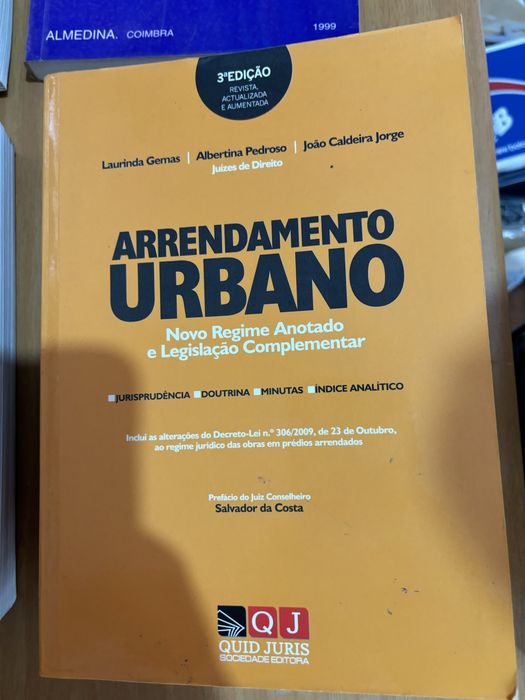 ALMEDINA. COIMBRA 1999
3ª EDIÇÃO
REVISTA,
ACTUALIZADA
E AUMENTADA
Laurinda Gemas | Albertina Pedroso | João Caldeira Jorge
Juízes de Direito
ARRENDAMENTO
URBANO
Novo Regime Anotado
e Legislação Complementar
JURISPRUDÊNCIA DOUTRINA MINUTAS ÍNDICE ANALÍTICO
Inclui as alterações do Decreto-Lei n.º 306/2009, de 23 de Outubro,
ao regime jurídico das obras em prédios arrendados
Prefácio do Juiz Conselheiro
Salvador da Costa
QJ
QUID JURIS
SOCIEDADE EDITORA